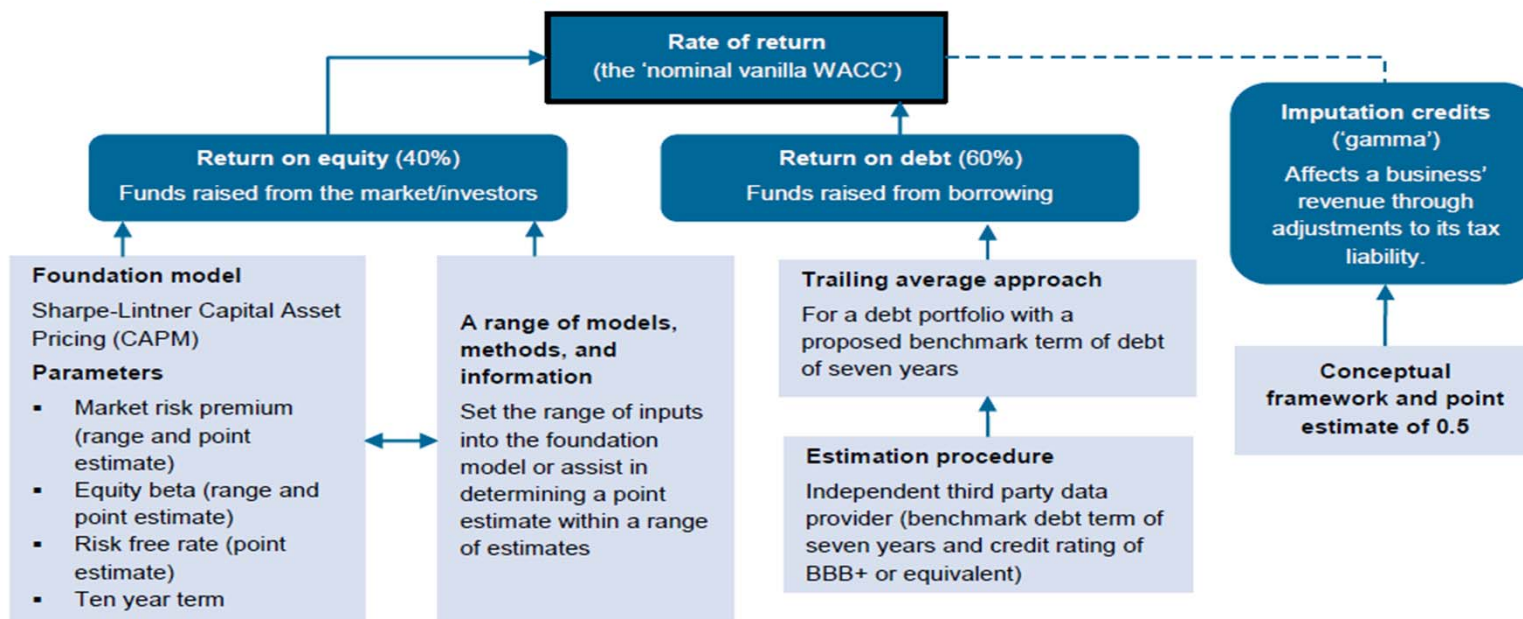 Rate of return
(the ‘nominal vanilla WACC’)
Return on equity (40%)
Funds raised from the market/investors
Return on debt (60%)
Funds raised from borrowing
Imputation credits
(‘gamma’)
Affects a business’
revenue through
adjustments to its tax
liability.
Foundation model
Sharpe-Lintner Capital Asset
Pricing (CAPM)
Parameters
▪ Market risk premium
(range and point
estimate)
▪ Equity beta (range and
point estimate)
▪ Risk free rate (point
estimate)
▪ Ten year term
A range of models,
methods, and
information
Set the range of inputs
into the foundation
model or assist in
determining a point
estimate within a range
of estimates
Trailing average approach
For a debt portfolio with a
proposed benchmark term of debt
of seven years
Estimation procedure
Independent third party data
provider (benchmark debt term of
seven years and credit rating of
BBB+ or equivalent)
Conceptual
framework and point
estimate of 0.5